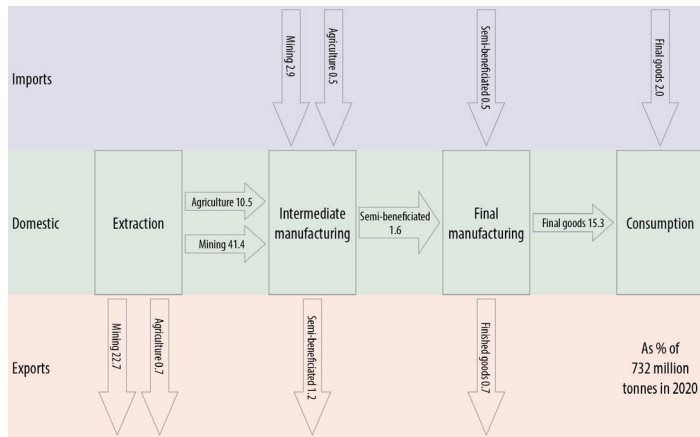 Imports
Mining 2.9
Agriculture 0.5
Semi-beneficiated 0.5
Final goods 2.0
Domestic
Extraction
Agriculture 10.5
Mining 41.4
Intermediate
manufacturing
Semi-beneficiated
1.6
Final
manufacturing
Final goods 15.3
Consumption
Exports
Mining 22.7
Agriculture 0.7
Semi-beneficiated 1.2
Finished goods 0.7
As % of
732 million
tonnes in 2020